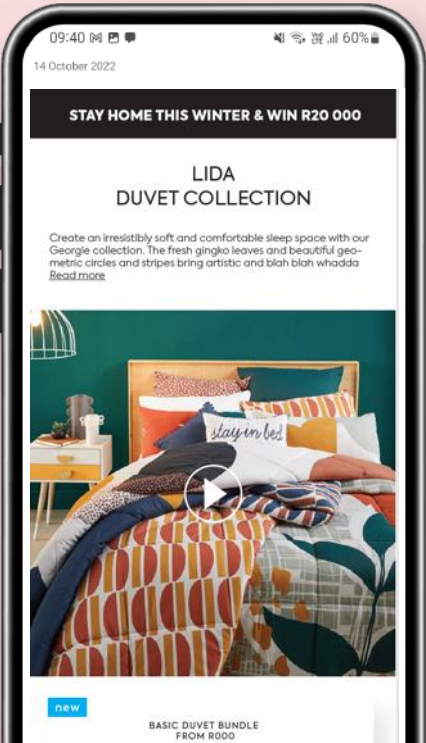 09:40
60%
14 October 2022
STAY HOME THIS WINTER & WIN R20 000
LIDA
DUVET COLLECTION
Create an irresistibly soft and comfortable sleep space with our
Georgie collection. The fresh gingko leaves and beautiful geo-
metric circles and stripes bring artistic and blah blah whadda
Read more
stay in bed
new
BASIC DUVET BUNDLE
FROM R000